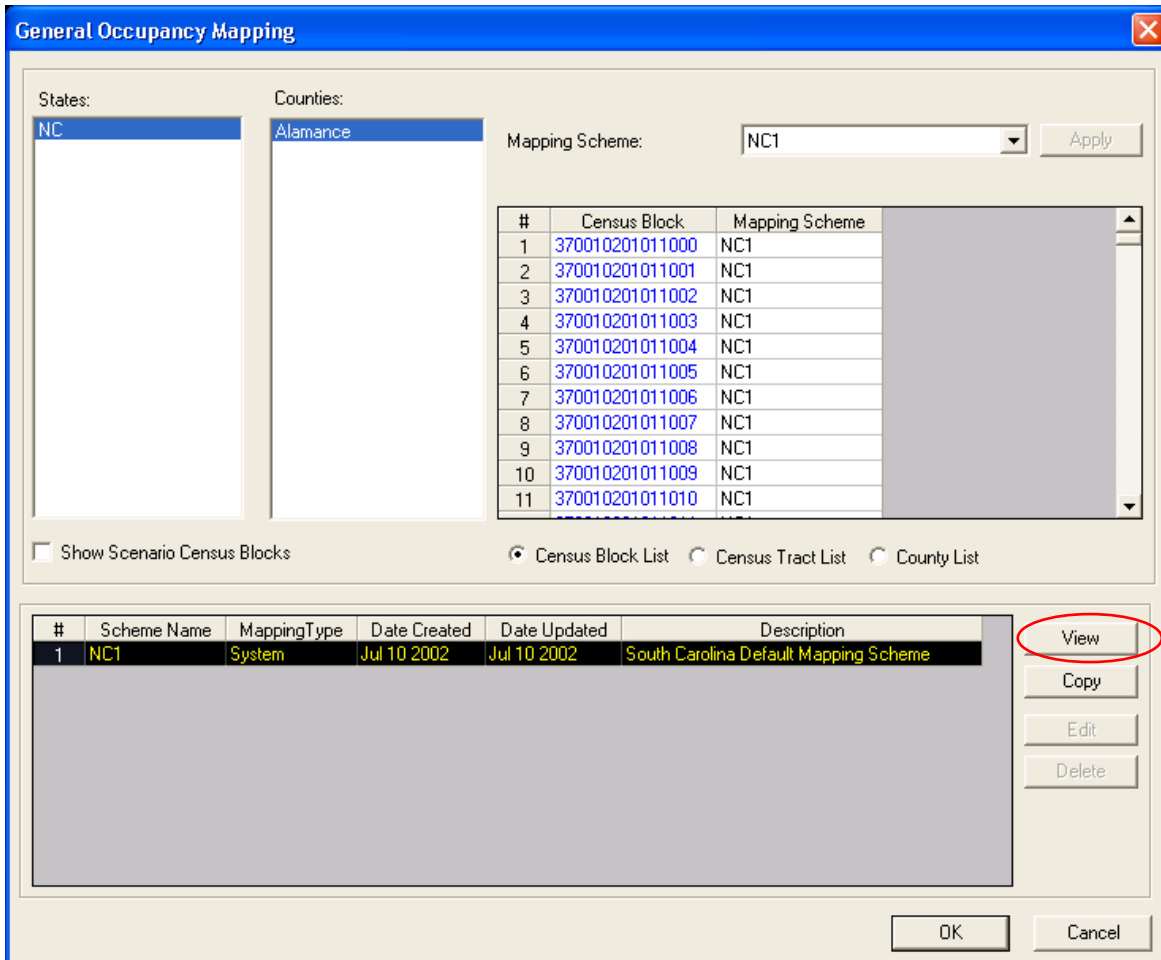 General Occupancy Mapping
States:
Counties:
NC
Alamance
Mapping Scheme:
NC1
Apply
# Census Block Mapping Scheme
1 370010201011000 NC1
2 370010201011001 NC1
3 370010201011002 NC1
4 370010201011003 NC1
5 370010201011004 NC1
6 370010201011005 NC1
7 370010201011006 NC1
8 370010201011007 NC1
9 370010201011008 NC1
10 370010201011009 NC1
11 370010201011010 NC1
Show Scenario Census Blocks
Census Block List Census Tract List County List
# Scheme Name MappingType Date Created Date Updated Description
1 NC1 System Jul 10 2002 Jul 10 2002 South Carolina Default Mapping Scheme
View
Copy
Edit
Delete
OK Cancel